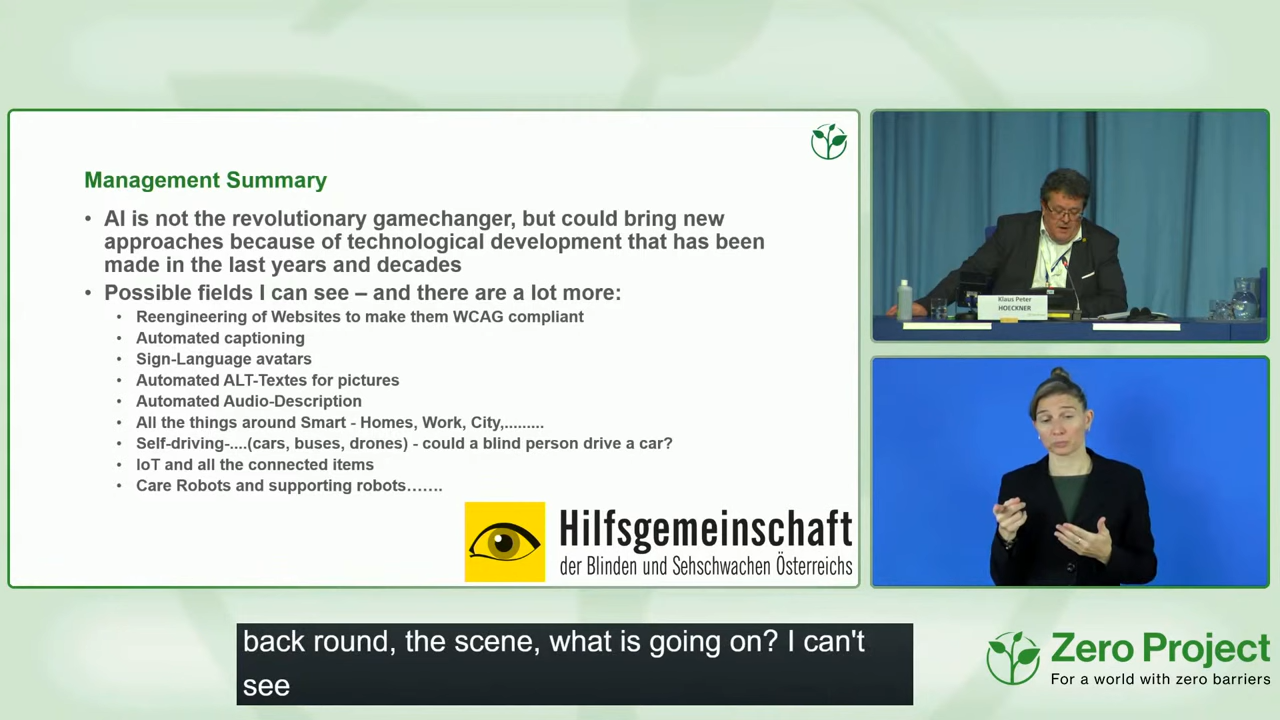 Management Summary
• AI is not the revolutionary gamechanger, but could bring new
approaches because of technological development that has been
made in the last years and decades
• Possible fields I can see – and there are a lot more:
• Reengineering of Websites to make them WCAG compliant
• Automated captioning
• Sign-Language avatars
• Automated ALT-Textes for pictures
• Automated Audio-Description
• All the things around Smart - Homes, Work, City,.........
• Self-driving-....(cars, buses, drones) - could a blind person drive a car?
• IoT and all the connected items
• Care Robots and supporting robots…….
Hilfsgemeinschaft
der Blinden und Sehschwachen Österreichs
Klaus Peter
HOECKNER
back round, the scene, what is going on? I can't
see
Zero Project
For a world with zero barriers